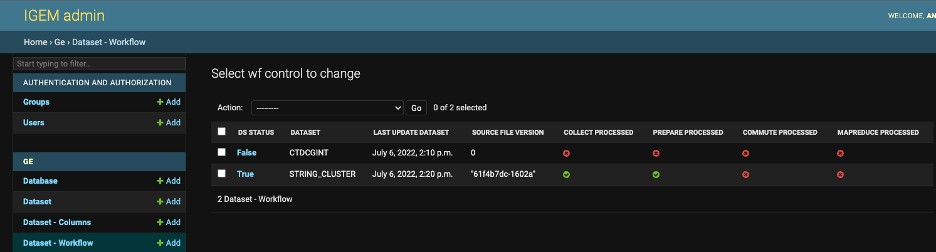 IGEM admin
WELCOME, AN
Home › Ge › Dataset - Workflow
Start typing to filter...
AUTHENTICATION AND AUTHORIZATION
Groups + Add
Users + Add
GE
Database + Add
Dataset + Add
Dataset - Columns + Add
Dataset - Workflow + Add
Select wf control to change
Action: --------- Go 0 of 2 selected
DS STATUS DATASET LAST UPDATE DATASET SOURCE FILE VERSION COLLECT PROCESSED PREPARE PROCESSED COMMUTE PROCESSED MAPREDUCE PROCESSED
False CTDCGINT July 6, 2022, 2:10 p.m. 0
True STRING_CLUSTER July 6, 2022, 2:20 p.m. "61f4b7dc-1602a"
2 Dataset - Workflow